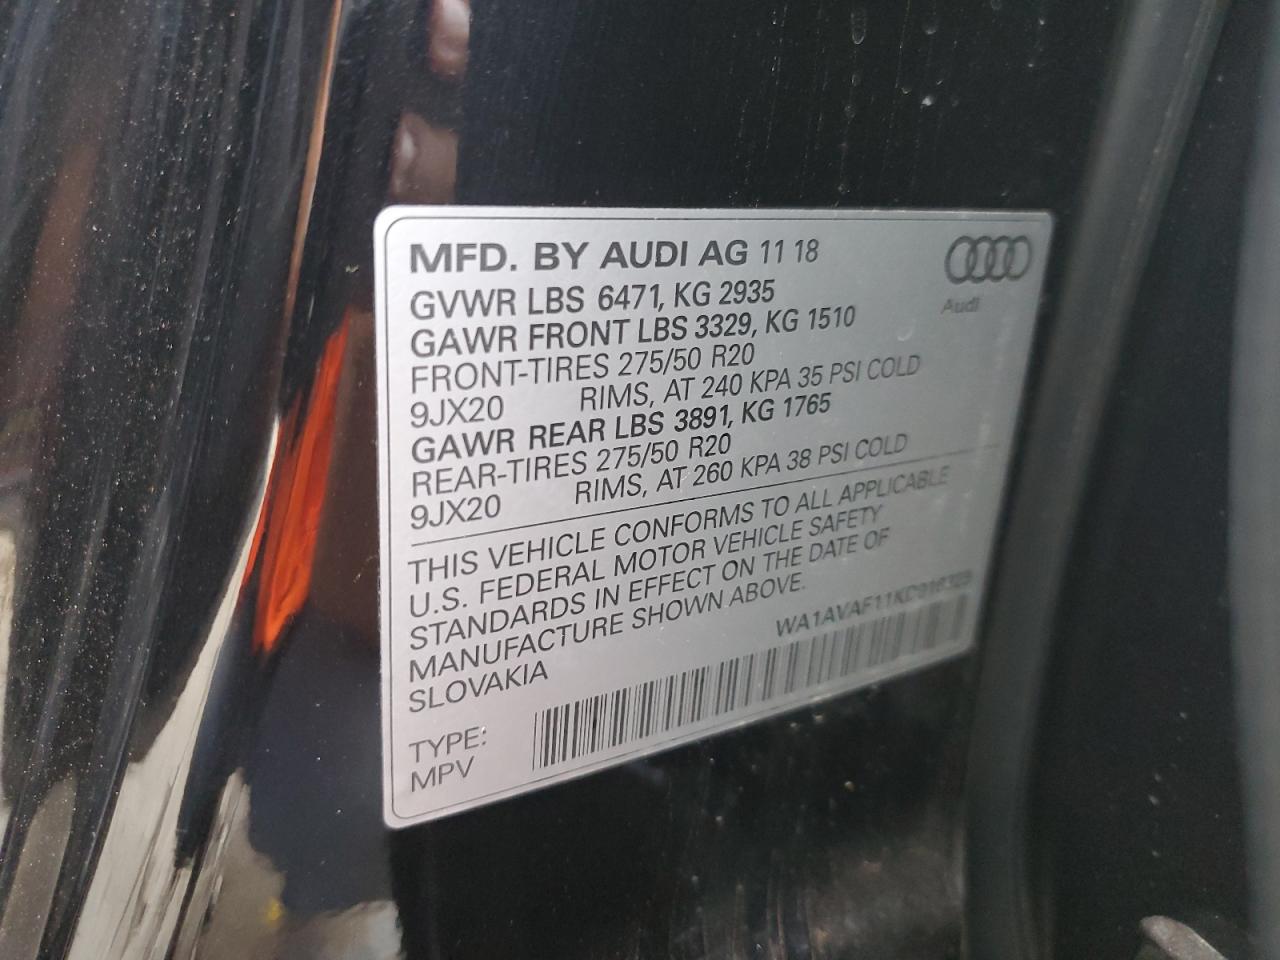 MFD. BY AUDI AG 11 18
Audi
GVWR LBS 6471, KG 2935
GAWR FRONT LBS 3329, KG 1510
FRONT-TIRES 275/50 R20
9JX20 RIMS, AT 240 KPA 35 PSI COLD
GAWR REAR LBS 3891, KG 1765
REAR-TIRES 275/50 R20
9JX20 RIMS, AT 260 KPA 38 PSI COLD
THIS VEHICLE CONFORMS TO ALL APPLICABLE
U.S. FEDERAL MOTOR VEHICLE SAFETY
STANDARDS IN EFFECT ON THE DATE OF
MANUFACTURE SHOWN ABOVE.
SLOVAKIA
TYPE:
MPV